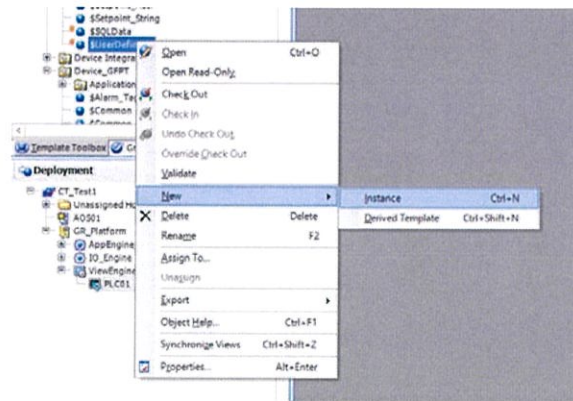 $Setpoint_String
$SQLData
$UserDefin
Device Integra
Device_GFPT
Application
$Alarm_Tag
$Common
Template Toolbox
Deployment
CT_Test1
Unassigned Ho
AOS01
GR_Platform
AppEngine
IO_Engine
ViewEngine
PLC01
Open Ctrl+O
Open Read-Only
Check Out
Check In
Undo Check Out
Override Check Out
Validate
New
Delete Delete
Rename F2
Assign To...
Unassign
Export
Object Help... Ctrl+F1
Synchronize Views Ctrl+Shift+Z
Properties... Alt+Enter
Instance Ctrl+N
Derived Template Ctrl+Shift+N